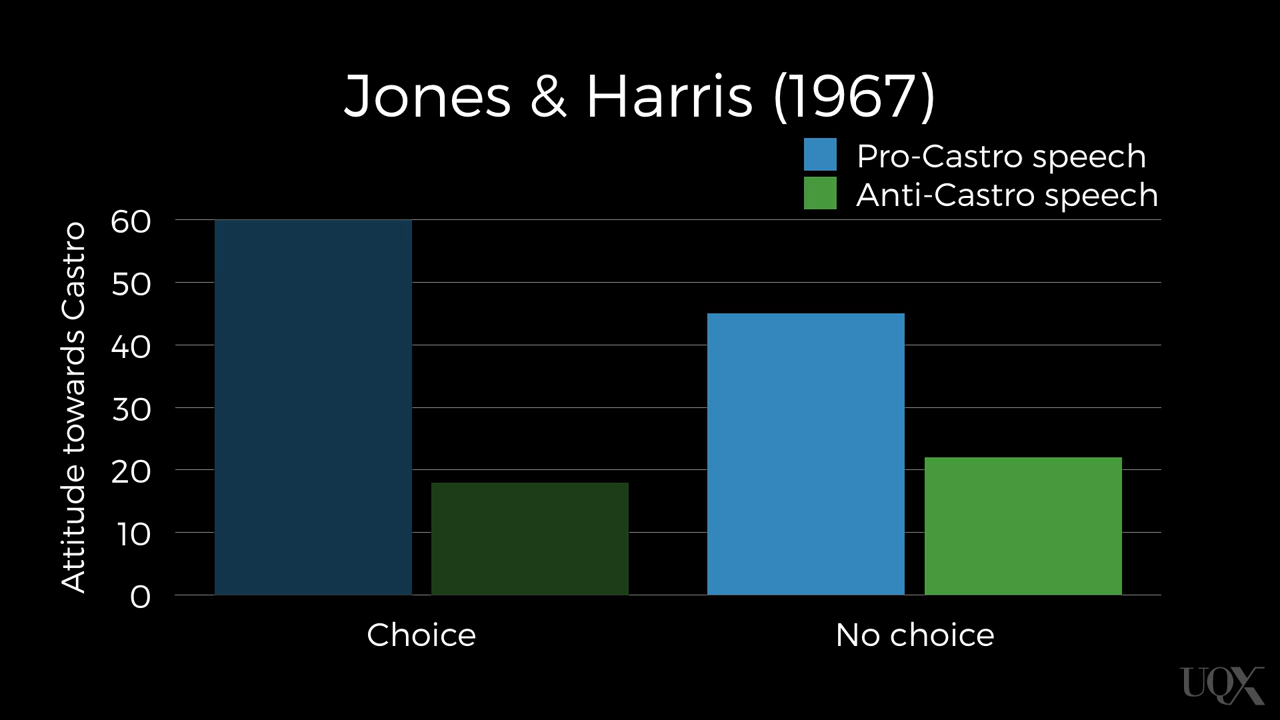 Jones & Harris (1967)
Pro-Castro speech
Anti-Castro speech
Attitude towards Castro
60
50
40
30
20
10
0
Choice
No choice
UQX